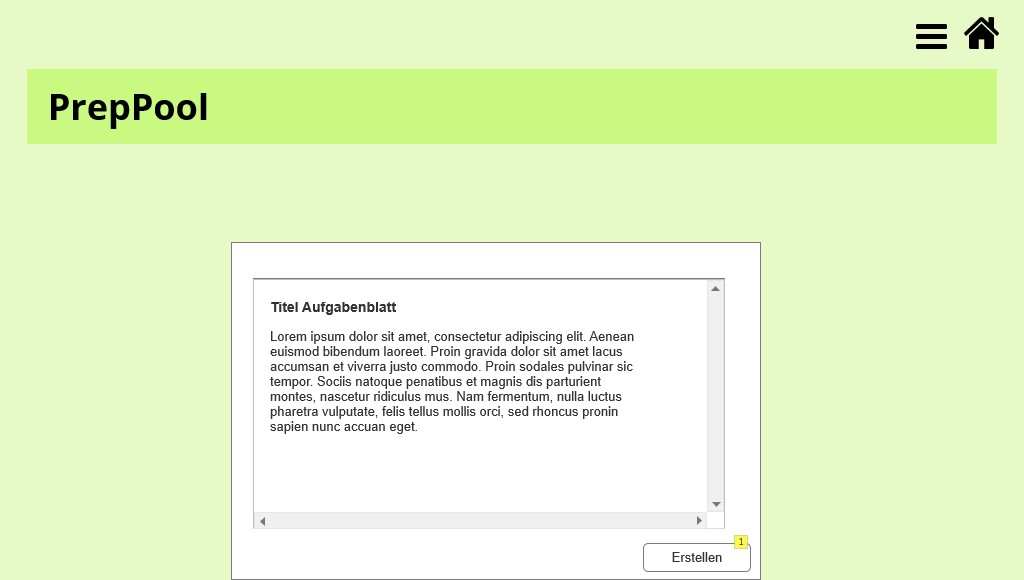 PrepPool
Titel Aufgabenblatt
Lorem ipsum dolor sit amet, consectetur adipiscing elit. Aenean
euismod bibendum laoreet. Proin gravida dolor sit amet lacus
accumsan et viverra justo commodo. Proin sodales pulvinar sic
tempor. Sociis natoque penatibus et magnis dis parturient
montes, nascetur ridiculus mus. Nam fermentum, nulla luctus
pharetra vulputate, felis tellus mollis orci, sed rhoncus pronin
sapien nunc accuan eget.
1
Erstellen